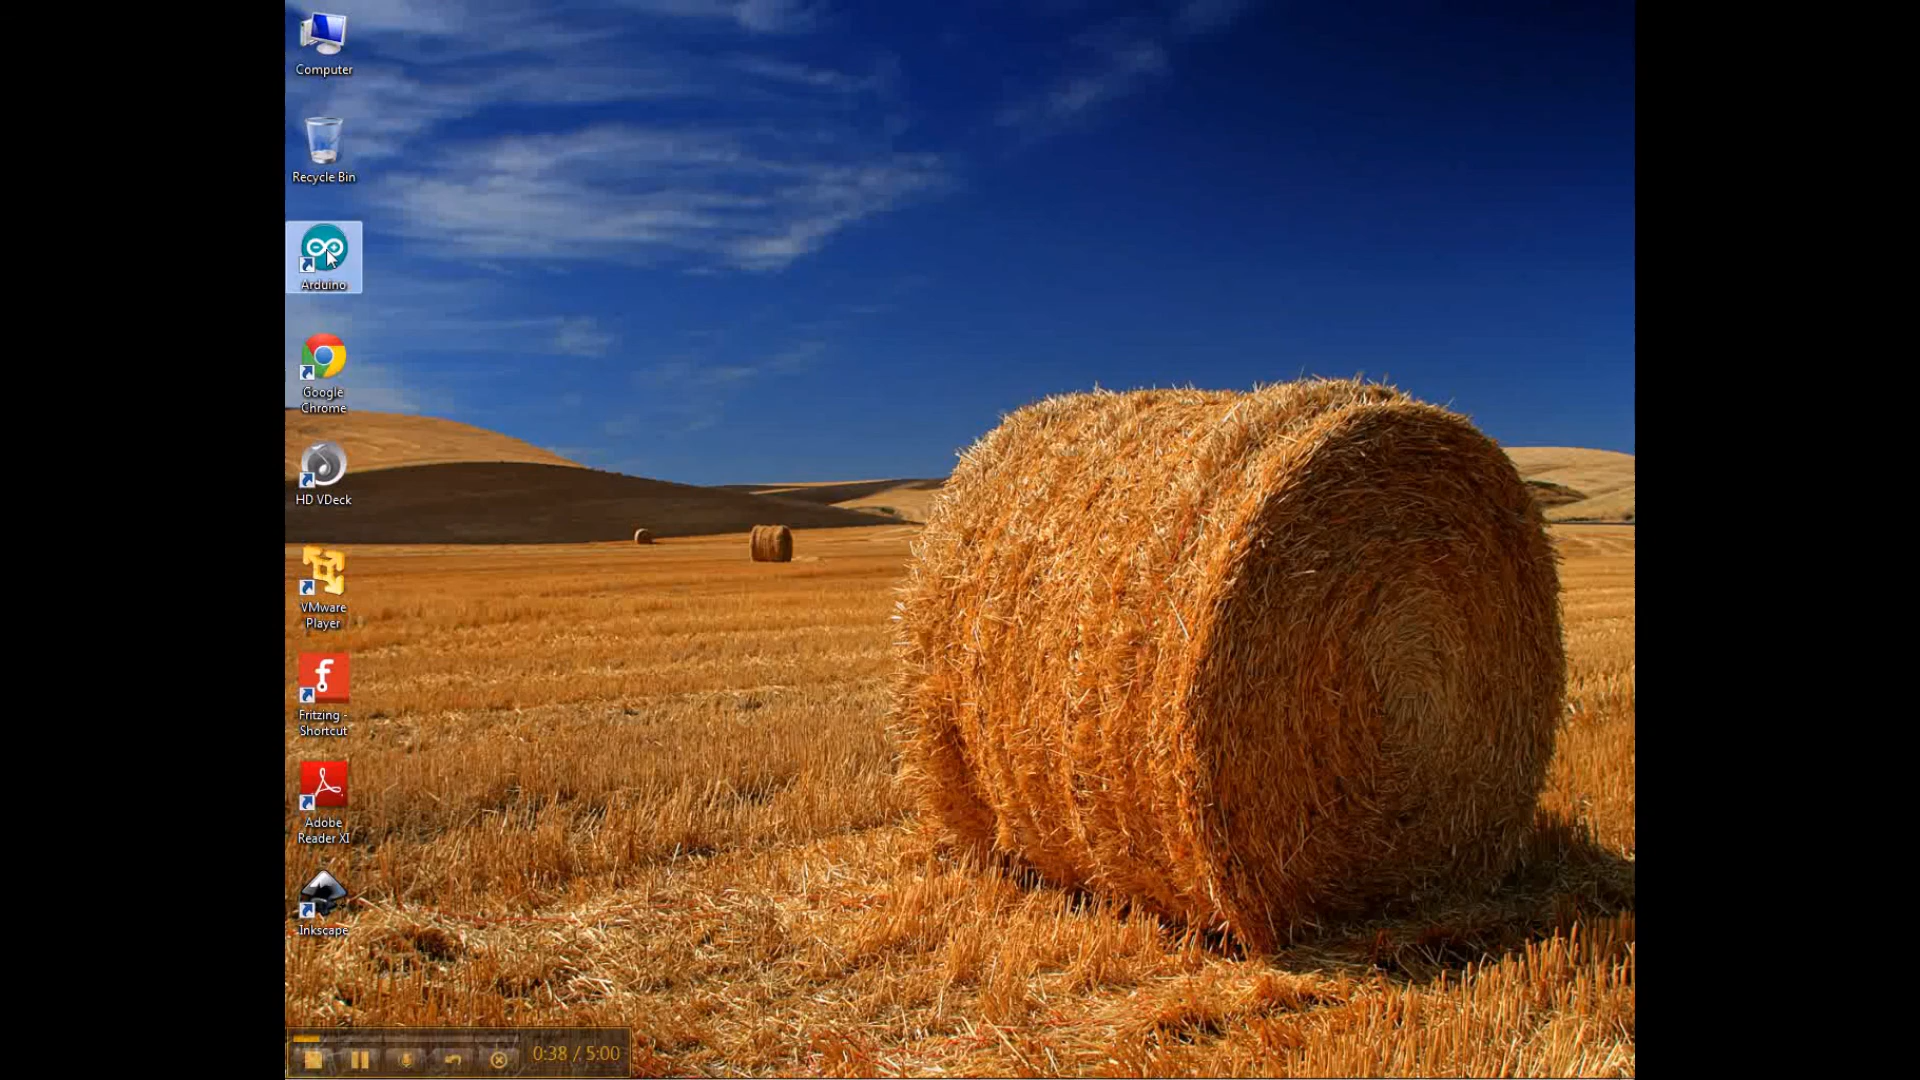 Computer
Recycle Bin
Arduino
Google
Chrome
HD VDeck
VMware
Player
Fritzing -
Shortcut
Adobe
Reader XI
Inkscape
0:38 / 5:00